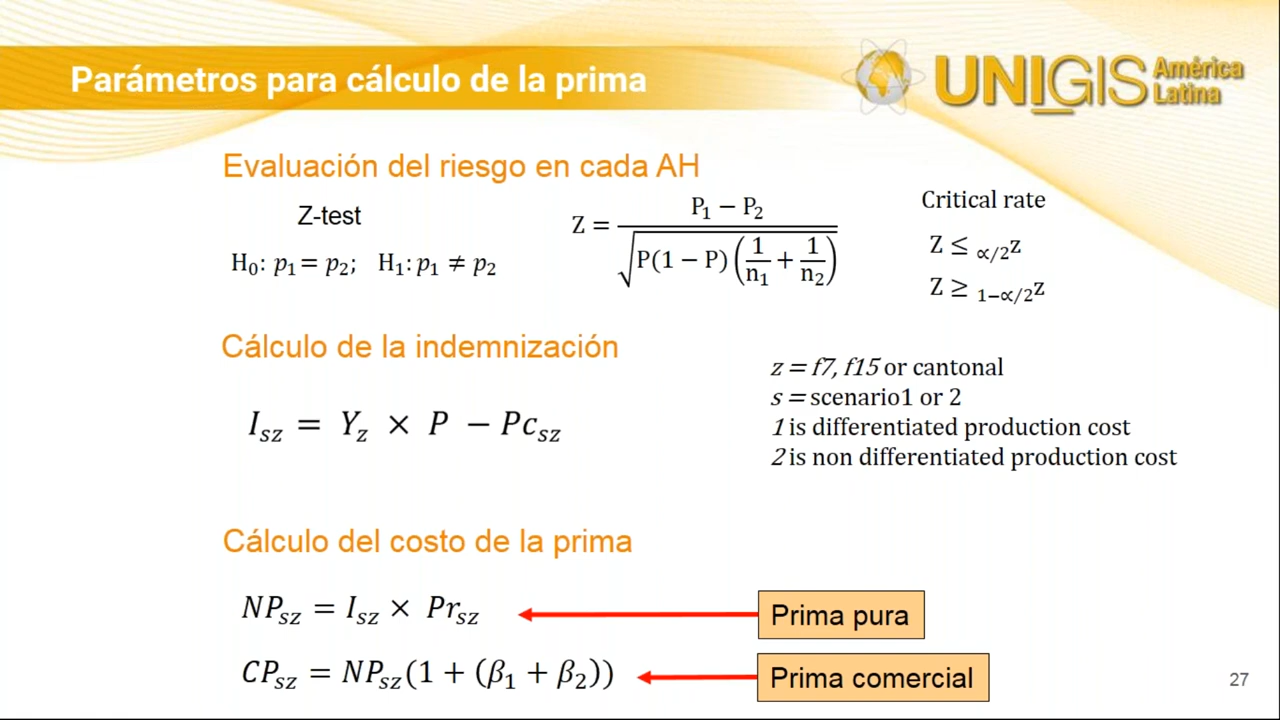 Parámetros para cálculo de la prima
UNIGIS América Latina
Evaluación del riesgo en cada AH
Z-test
H₀: p₁ = p₂; H₁: p₁ ≠ p₂
Z = (P₁ − P₂) / √(P(1 − P) (1/n₁ + 1/n₂))
Critical rate
Z ≤ ∝/2z
Z ≥ 1−∝/2z
Cálculo de la indemnización
I_sz = Y_z × P − Pc_sz
z = f7, f15 or cantonal
s = scenario1 or 2
1 is differentiated production cost
2 is non differentiated production cost
Cálculo del costo de la prima
NP_sz = I_sz × Pr_sz
Prima pura
CP_sz = NP_sz(1 + (β₁ + β₂))
Prima comercial
27